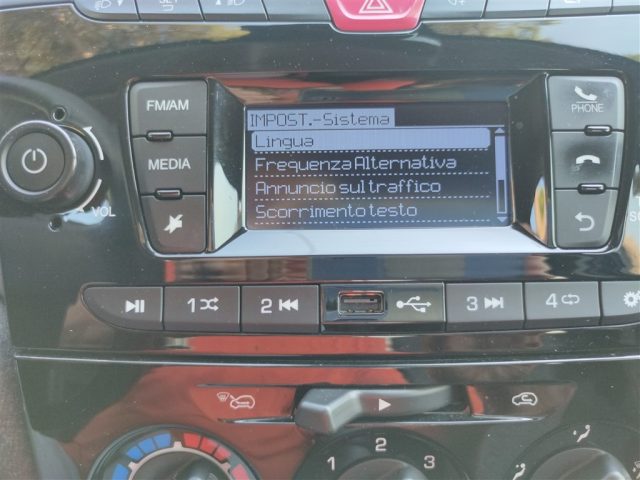 FM/AM
MEDIA
VOL
IMPOST.-Sistema
Lingua
Frequenza Alternativa
Annuncio sul traffico
Scorrimento testo
PHONE
1
2
3
4
1 2 3